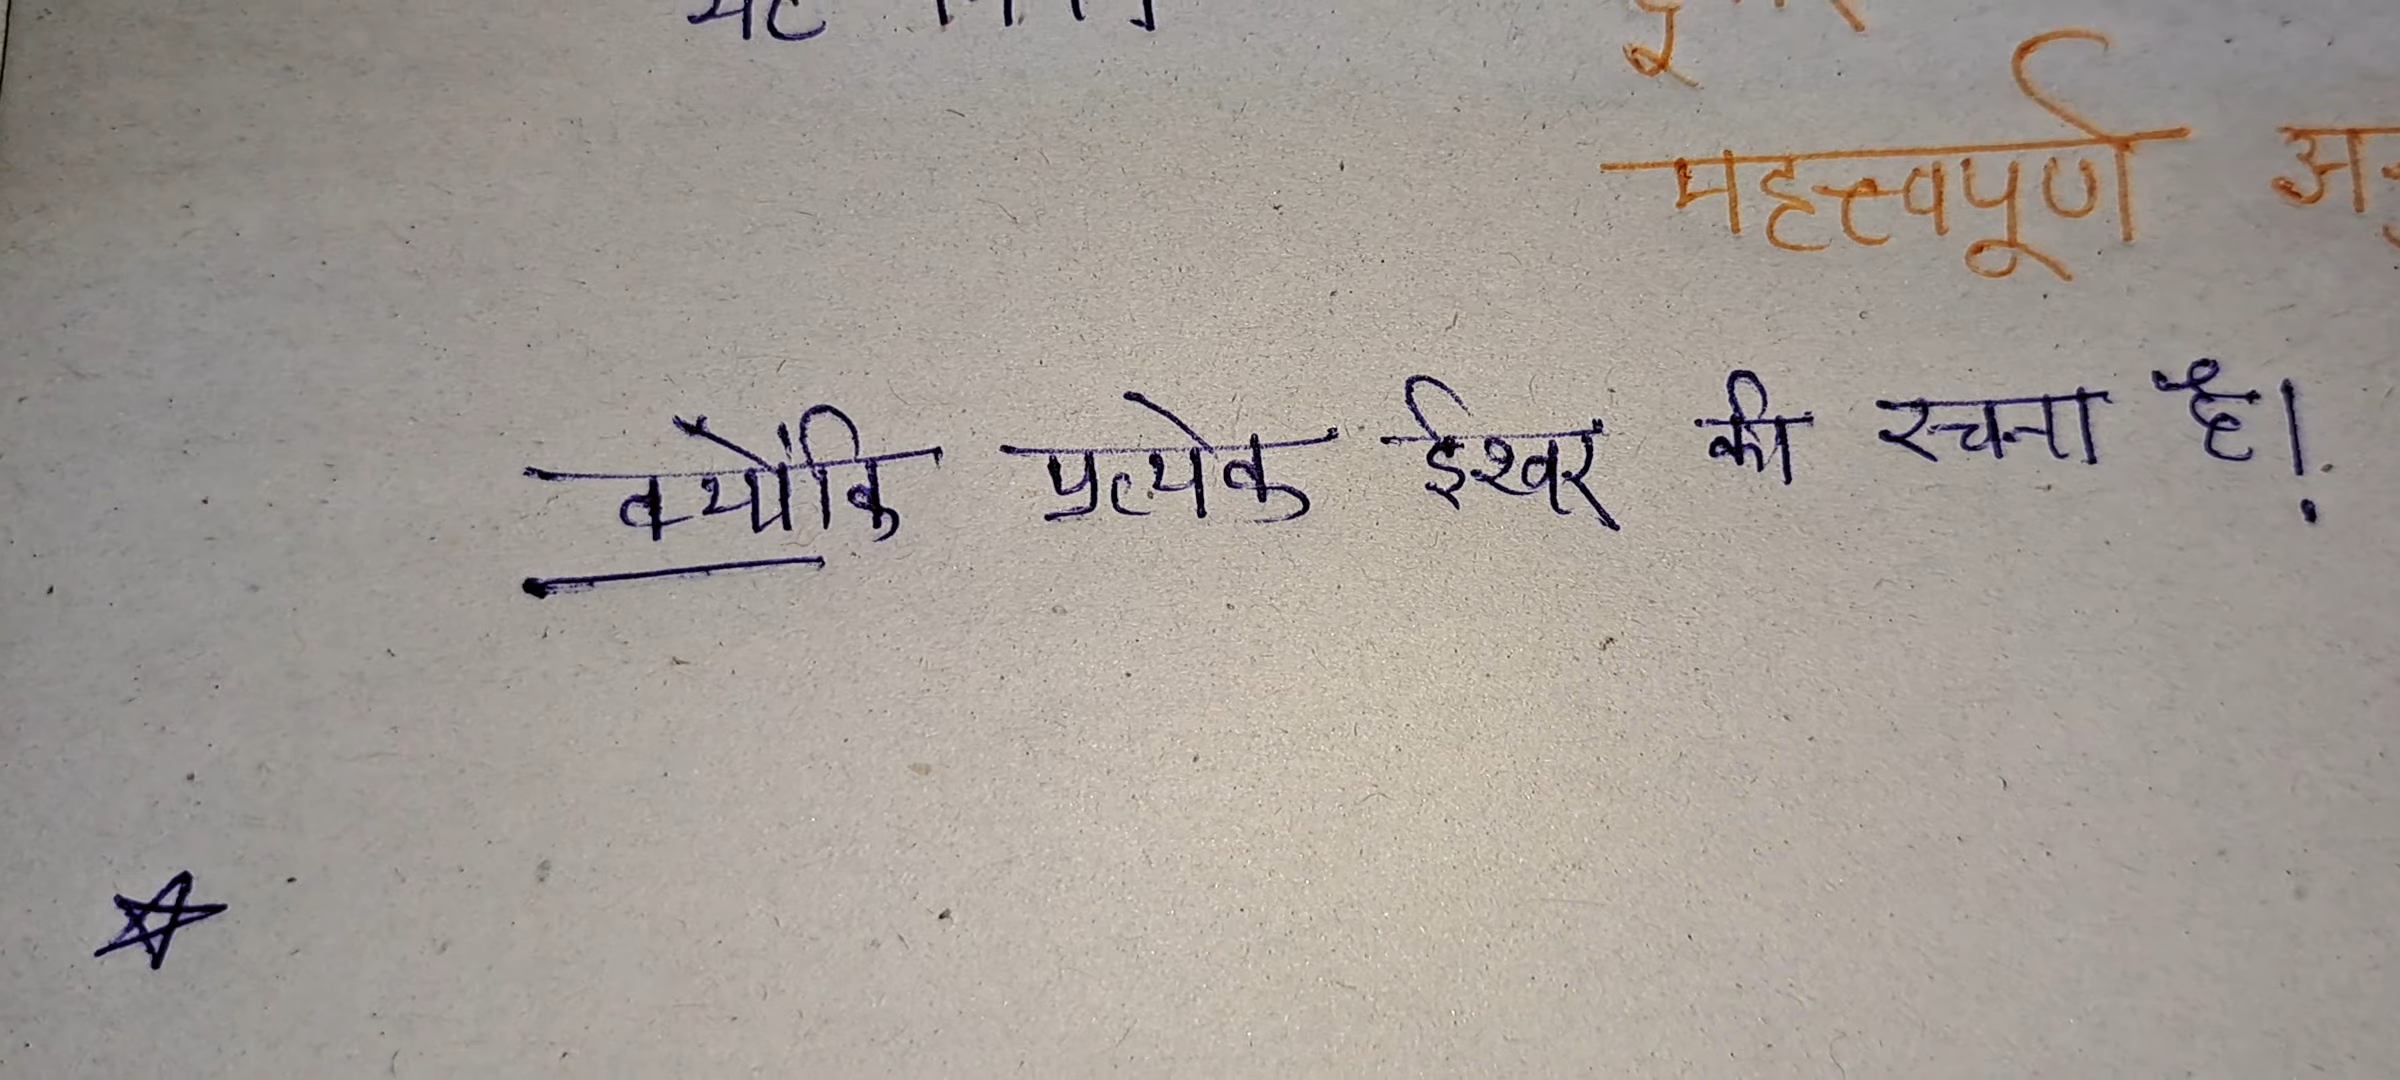 महत्त्वपूर्ण
क्योंकि प्रत्येक ईश्वर की रचना है।